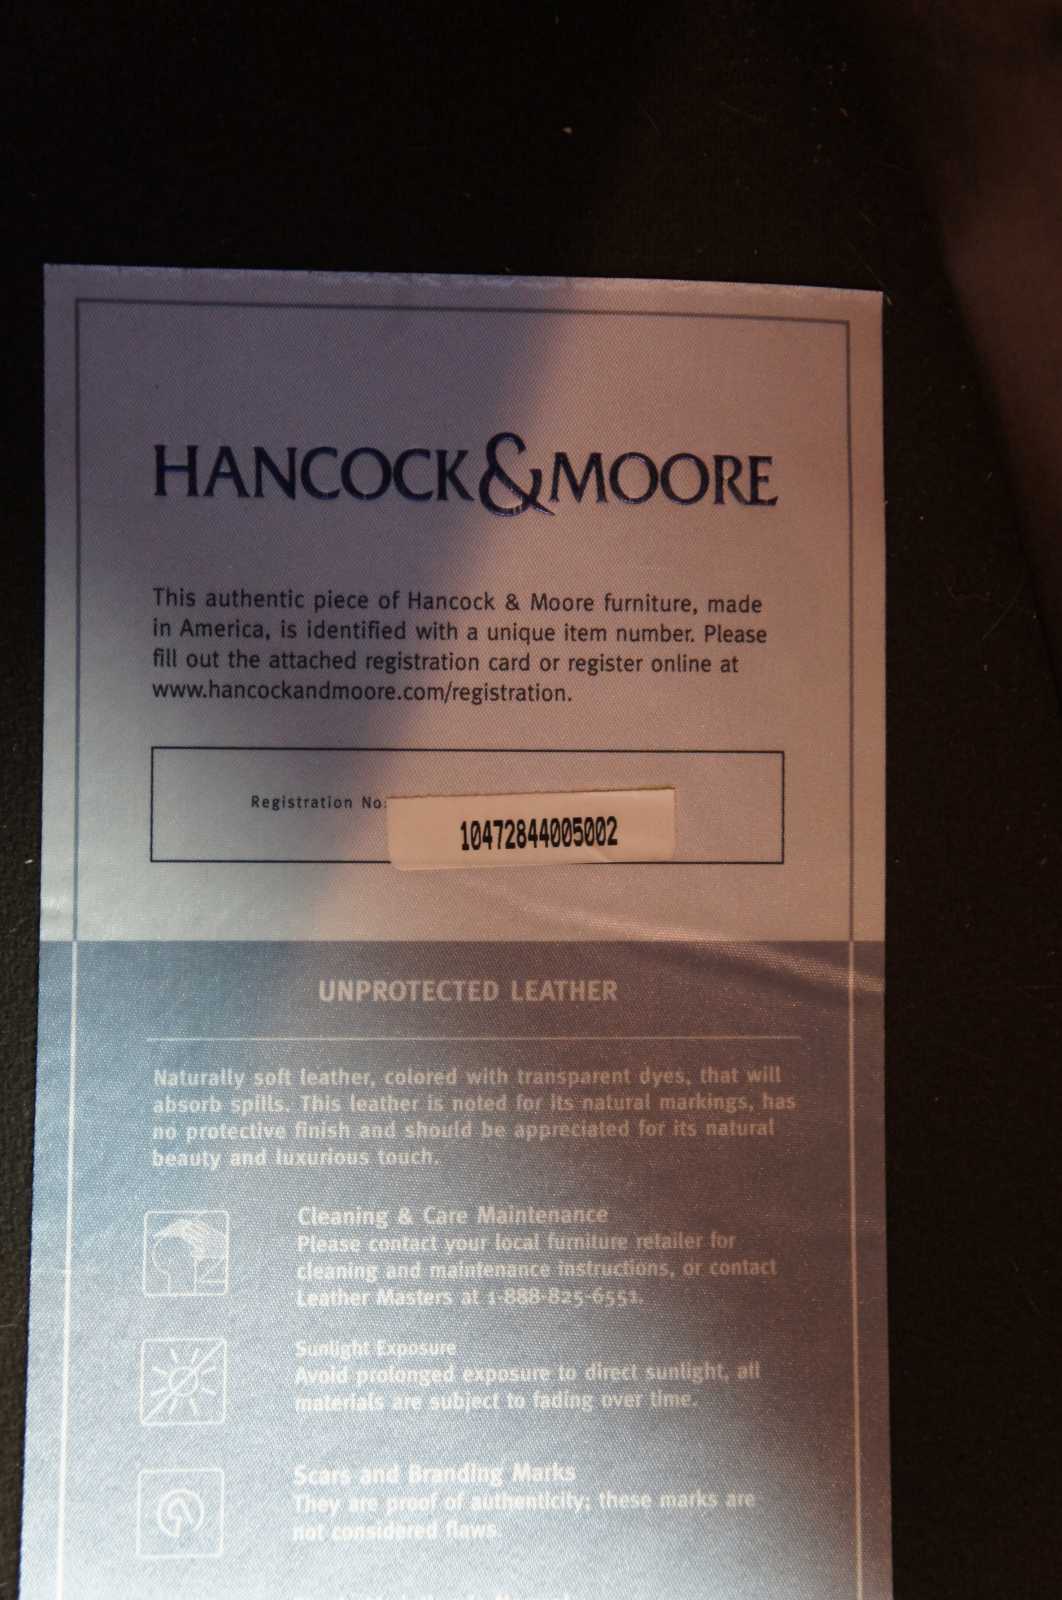 HANCOCK & MOORE
This authentic piece of Hancock & Moore furniture, made
in America, is identified with a unique item number. Please
fill out the attached registration card or register online at
www.hancockandmoore.com/registration.
Registration No:
10472844005002
UNPROTECTED LEATHER
Naturally soft leather, colored with transparent dyes, that will
absorb spills. This leather is noted for its natural markings, has
no protective finish and should be appreciated for its natural
beauty and luxurious touch.
Cleaning & Care Maintenance
Please contact your local furniture retailer for
cleaning and maintenance instructions, or contact
Leather Masters at 1-888-825-6551.
Sunlight Exposure
Avoid prolonged exposure to direct sunlight, all
materials are subject to fading over time.
Scars and Branding Marks
They are proof of authenticity; these marks are
not considered flaws.